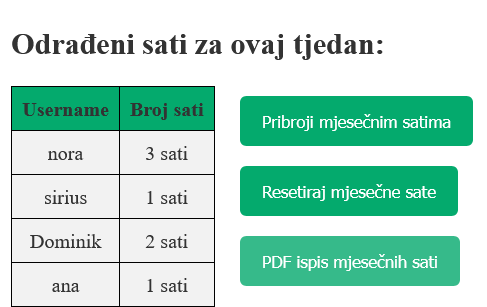 Odrađeni sati za ovaj tjedan:
Username Broj sati
nora 3 sati
sirius 1 sati
Dominik 2 sati
ana 1 sati
Pribroji mjesečnim satima
Resetiraj mjesečne sate
PDF ispis mjesečnih sati